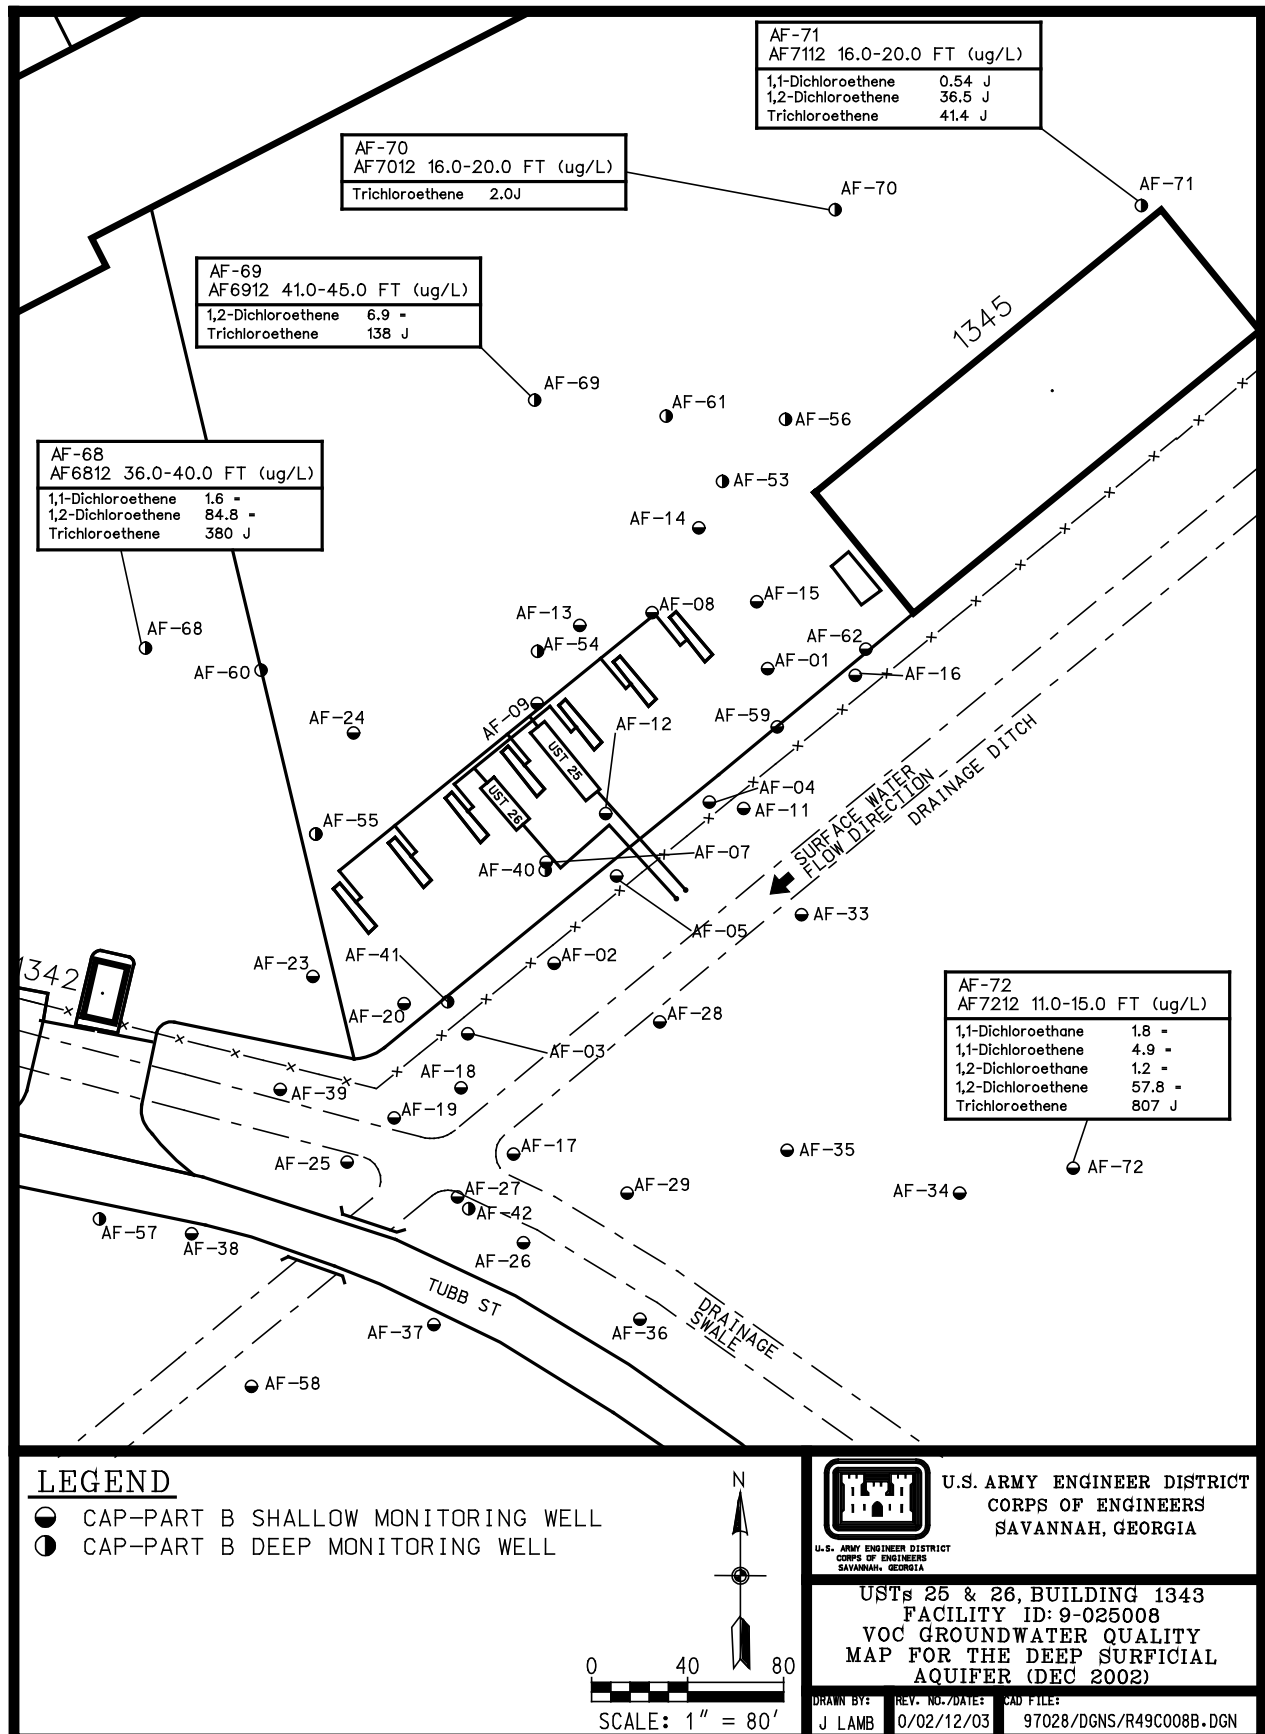 AF-71
AF7112 16.0-20.0 FT (ug/L)
1,1-Dichloroethene 0.54 J
1,2-Dichloroethene 36.5 J
Trichloroethene 41.4 J
AF-70
AF7012 16.0-20.0 FT (ug/L)
Trichloroethene 2.0J
AF-70
AF-71
AF-69
AF6912 41.0-45.0 FT (ug/L)
1,2-Dichloroethene 6.9 =
Trichloroethene 138 J
1345
AF-69
AF-61
AF-56
AF-68
AF6812 36.0-40.0 FT (ug/L)
1,1-Dichloroethene 1.6 =
1,2-Dichloroethene 84.8 =
Trichloroethene 380 J
AF-53
AF-14
AF-15
AF-08
AF-13
AF-68
AF-54
AF-62
AF-60
AF-01
AF-16
AF-24
AF-09
AF-12
AF-59
UST 25
UST 26
AF-04
AF-11
SURFACE WATER
FLOW DIRECTION
DRAINAGE DITCH
AF-55
AF-07
AF-40
AF-33
AF-05
AF-41
AF-02
AF-23
1342
AF-20
AF-28
AF-03
AF-72
AF7212 11.0-15.0 FT (ug/L)
1,1-Dichloroethane 1.8 =
1,1-Dichloroethene 4.9 =
1,2-Dichloroethane 1.2 =
1,2-Dichloroethene 57.8 =
Trichloroethene 807 J
AF-18
AF-39
AF-19
AF-17
AF-35
AF-25
AF-72
AF-27
AF-29
AF-34
AF-42
AF-57
AF-38
AF-26
TUBB ST
DRAINAGE
SWALE
AF-37
AF-36
AF-58
LEGEND
CAP-PART B SHALLOW MONITORING WELL
CAP-PART B DEEP MONITORING WELL
N
0 40 80
SCALE: 1" = 80'
U.S. ARMY ENGINEER DISTRICT
CORPS OF ENGINEERS
SAVANNAH, GEORGIA
U.S. ARMY ENGINEER DISTRICT
CORPS OF ENGINEERS
SAVANNAH, GEORGIA
USTs 25 & 26, BUILDING 1343
FACILITY ID: 9-025008
VOC GROUNDWATER QUALITY
MAP FOR THE DEEP SURFICIAL
AQUIFER (DEC 2002)
DRAWN BY: REV. NO./DATE: CAD FILE:
J LAMB 0/02/12/03 97028/DGNS/R49C008B.DGN